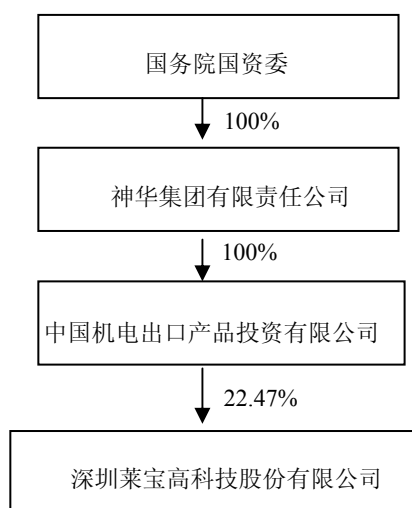 国务院国资委
100%
神华集团有限责任公司
100%
中国机电出口产品投资有限公司
22.47%
深圳莱宝高科技股份有限公司